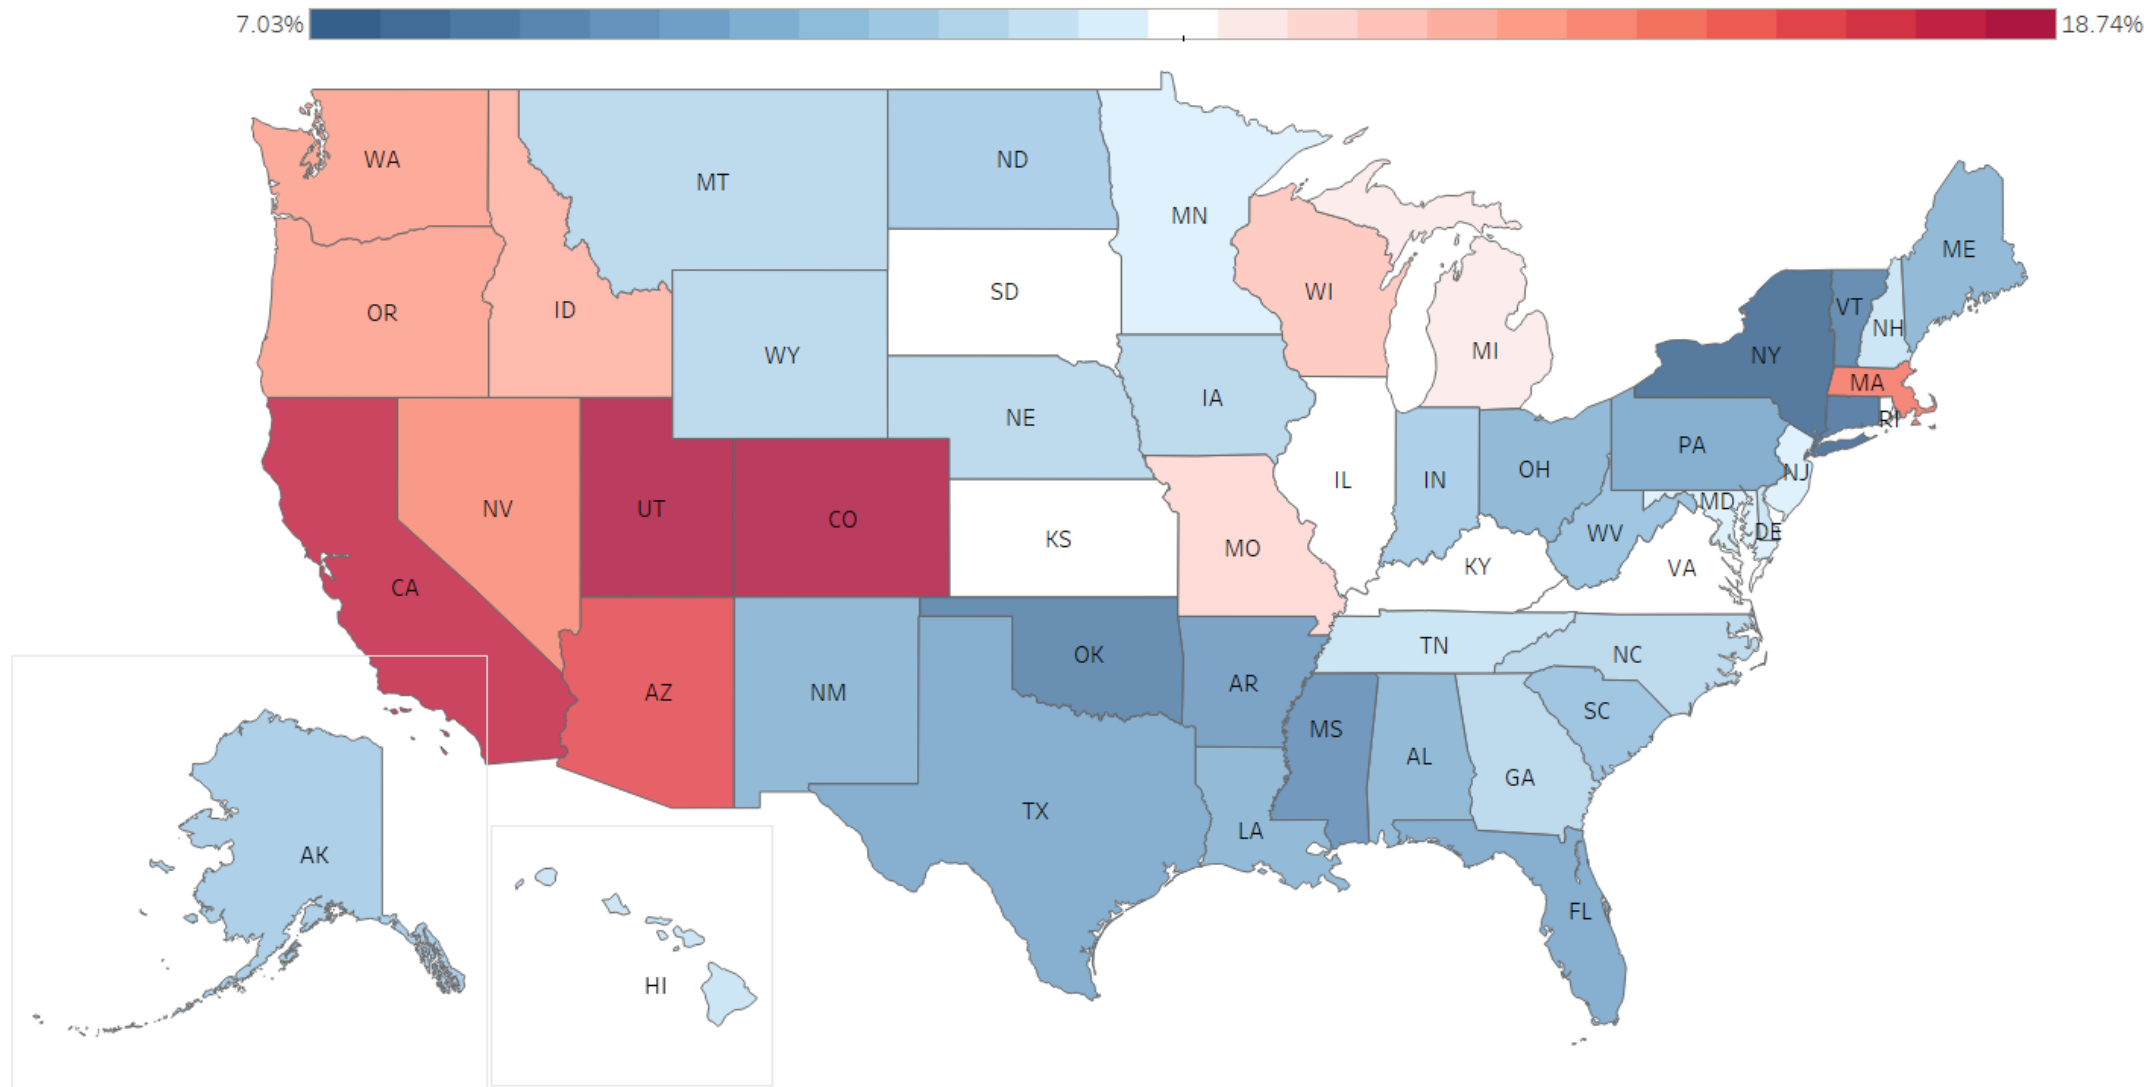 7.03% 18.74%
WA
MT
ND
MN
ME
SD
WI
VT
NH
OR
ID
WY
MI
NY
MA
IA
NE
RI
PA
OH
NJ
IL
IN
NV
UT
CO
MD
DE
WV
KS
MO
KY
VA
CA
TN
NC
OK
AZ
NM
AR
SC
MS
AL
GA
TX
LA
AK
FL
HI